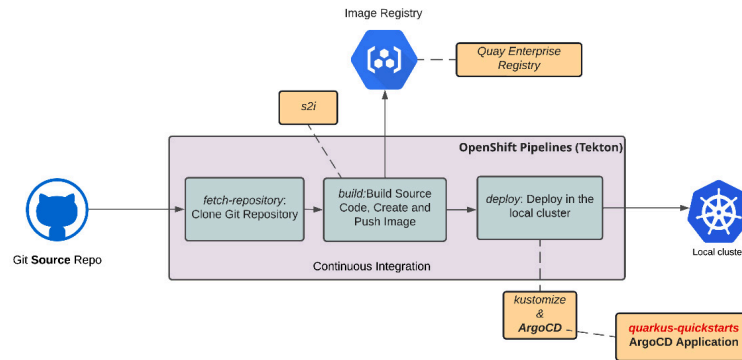 Image Registry
Quay Enterprise
Registry
s2i
OpenShift Pipelines (Tekton)
fetch-repository:
Clone Git Repository
build:Build Source
Code, Create and
Push Image
deploy: Deploy in the
local cluster
Git Source Repo
Local cluster
Continuous Integration
kustomize
&
ArgoCD
quarkus-quickstarts
ArgoCD Application